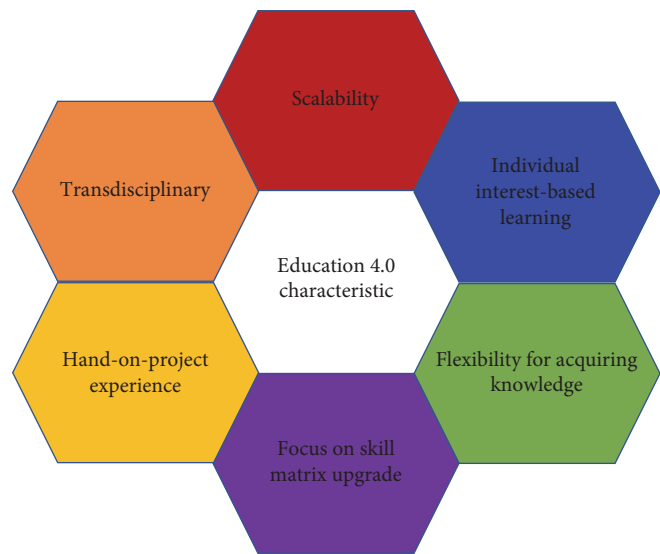 Scalability
Transdisciplinary
Individual
interest-based
learning
Education 4.0
characteristic
Hand-on-project
experience
Flexibility for acquiring
knowledge
Focus on skill
matrix upgrade